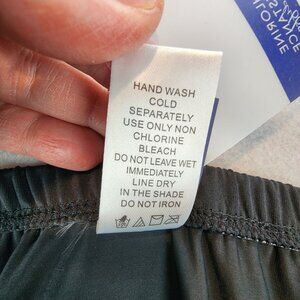 HAND WASH
COLD
SEPARATELY
USE ONLY NON
CHLORINE
BLEACH
DO NOT LEAVE WET
IMMEDIATELY
LINE DRY
IN THE SHADE
DO NOT IRON